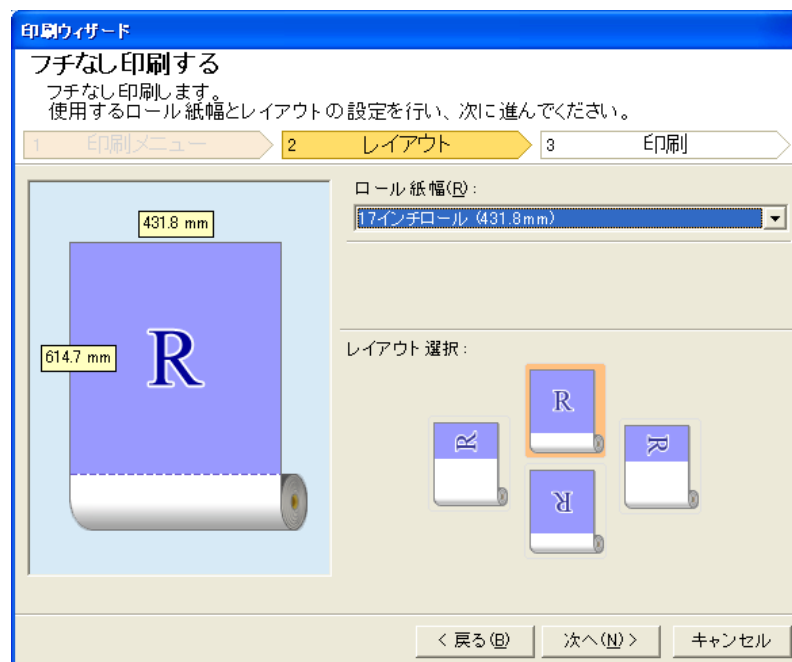 印刷ウィザード
フチなし印刷する
フチなし印刷します。
使用するロール紙幅とレイアウトの設定を行い、次に進んでください。
1 印刷メニュー 2 レイアウト 3 印刷
ロール紙幅(R):
17インチロール (431.8mm)
431.8 mm
614.7 mm
R
レイアウト選択:
R
R
R
R
< 戻る(B) 次へ(N) > キャンセル